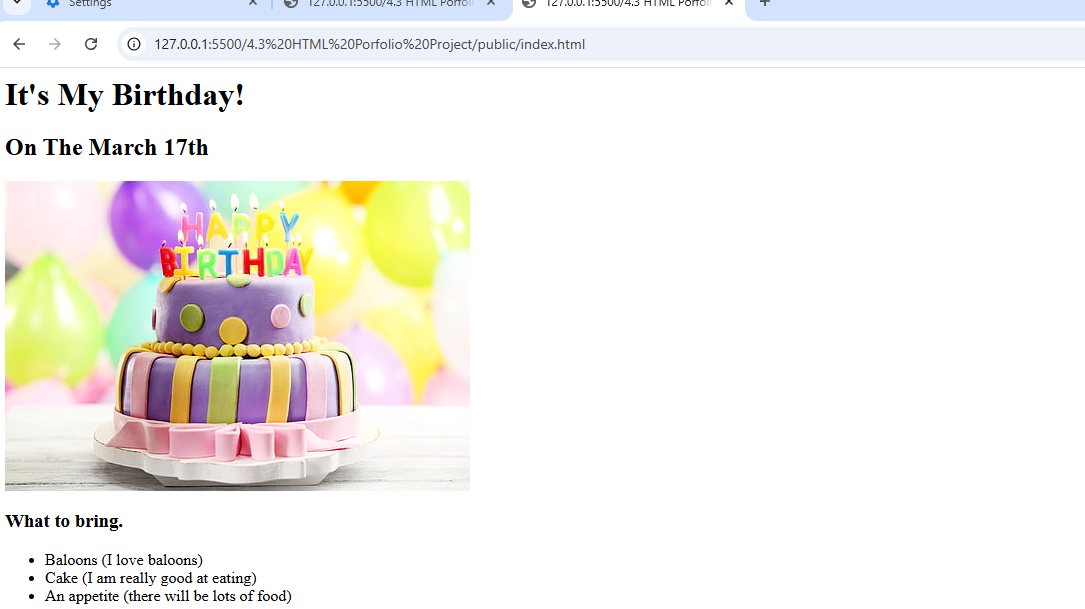 Settings
127.0.0.1:5500/4.3 HTML Porfol
127.0.0.1:5500/4.3 HTML Porfol
127.0.0.1:5500/4.3%20HTML%20Porfolio%20Project/public/index.html
It's My Birthday!
On The March 17th
HAPPY
BIRTHDAY
What to bring.
Baloons (I love baloons)
Cake (I am really good at eating)
An appetite (there will be lots of food)